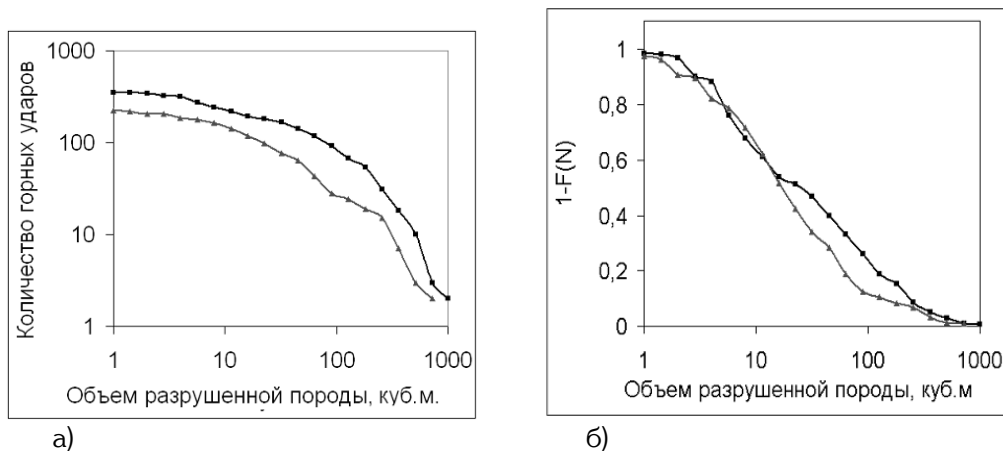 Количество горных ударов
1000
100
10
1
1 10 100 1000
Объем разрушенной породы, куб.м.
а)
1-F(N)
1
0,8
0,6
0,4
0,2
0
1 10 100 1000
Объем разрушенной породы, куб.м
б)